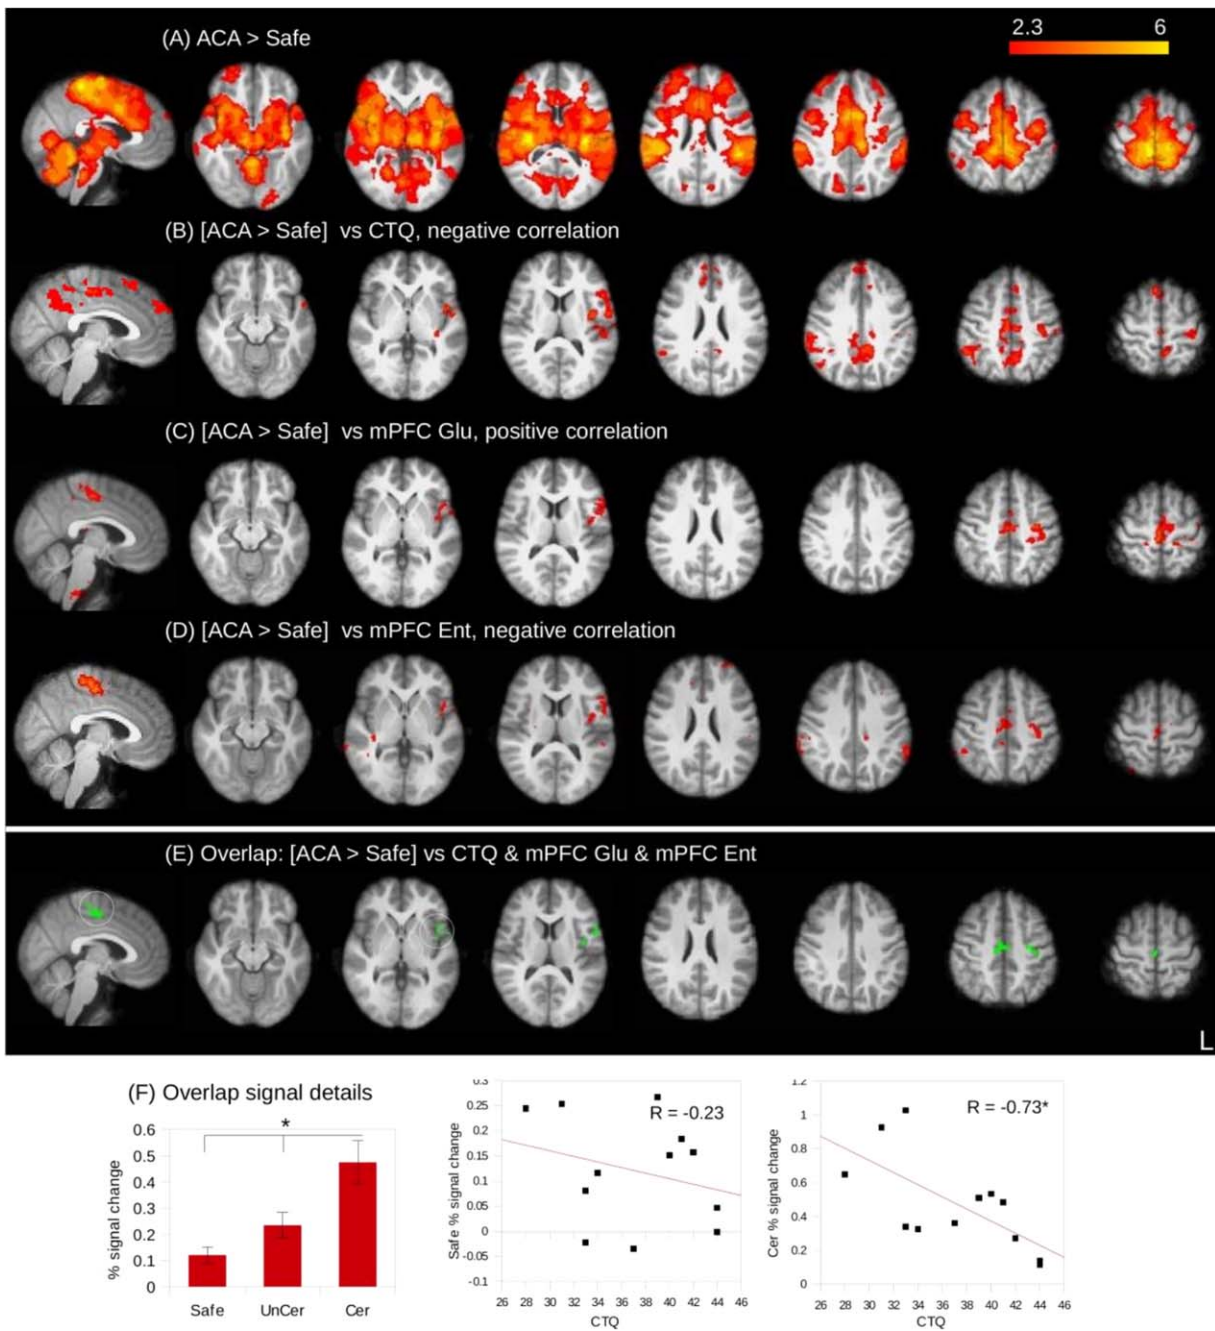 (A) ACA > Safe
2.3 6
(B) [ACA > Safe] vs CTQ, negative correlation
(C) [ACA > Safe] vs mPFC Glu, positive correlation
(D) [ACA > Safe] vs mPFC Ent, negative correlation
(E) Overlap: [ACA > Safe] vs CTQ & mPFC Glu & mPFC Ent
L
(F) Overlap signal details
% signal change
0.6
0.5
0.4
0.3
0.2
0.1
0
*
Safe UnCer Cer
Safe % signal change
0.3
0.25
0.2
0.15
0.1
0.05
0
-0.05
-0.1
R = -0.23
26 28 30 32 34 36 38 40 42 44 46
CTQ
Cer % signal change
1.2
1
0.8
0.6
0.4
0.2
0
R = -0.73*
26 28 30 32 34 36 38 40 42 44 46
CTQ